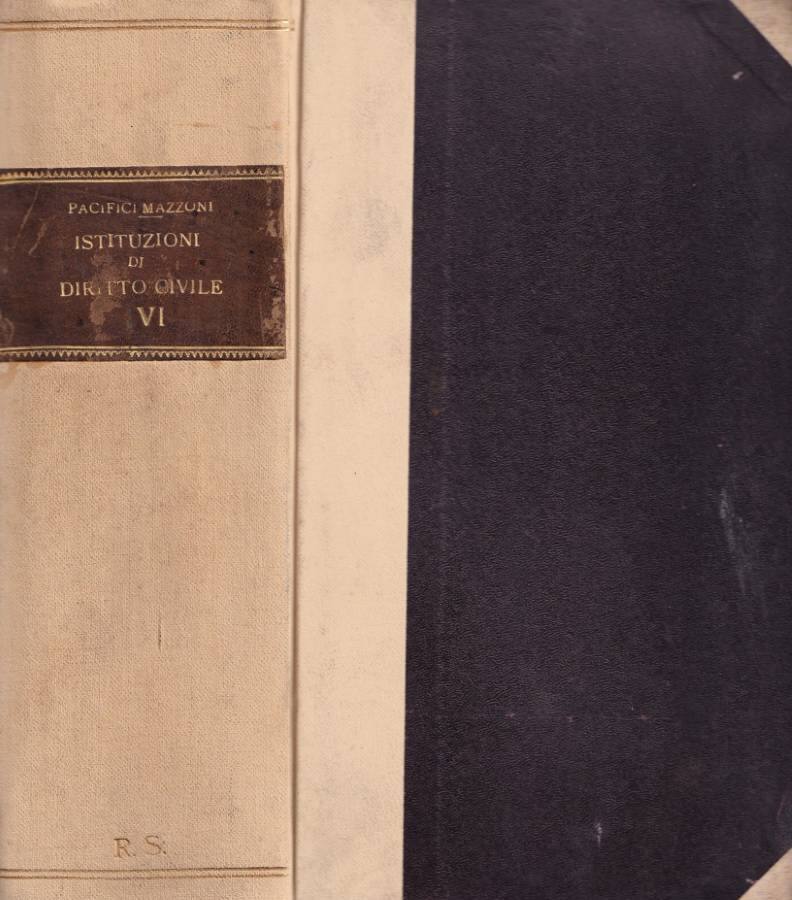 PACIFICI MAZZONI
ISTITUZIONI
DI
DIRITTO CIVILE
VI
R. S.